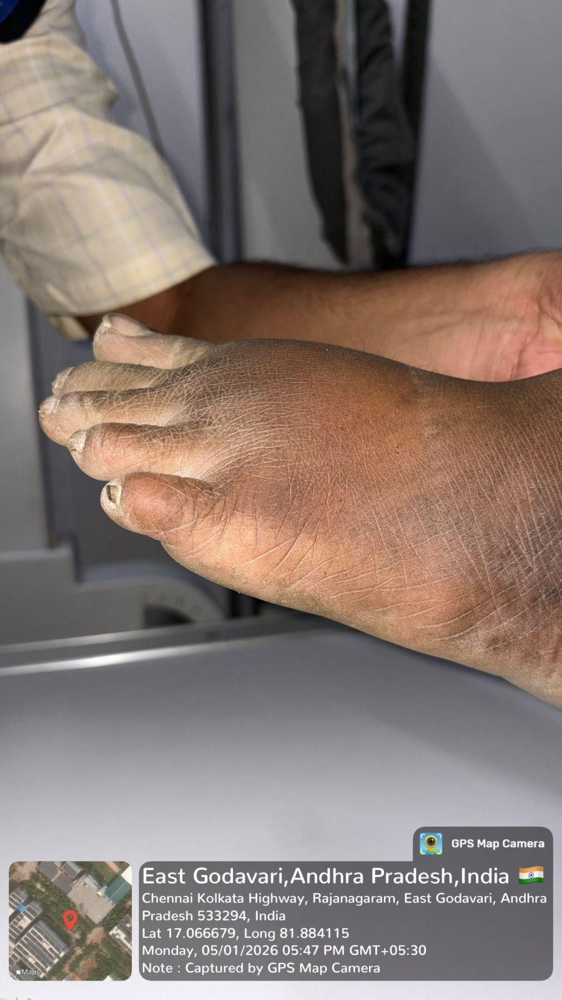 GPS Map Camera
East Godavari,Andhra Pradesh,India 🇮🇳
Chennai Kolkata Highway, Rajanagaram, East Godavari, Andhra
Pradesh 533294, India
Lat 17.066679, Long 81.884115
Monday, 05/01/2026 05:47 PM GMT+05:30
Note : Captured by GPS Map Camera
Maps